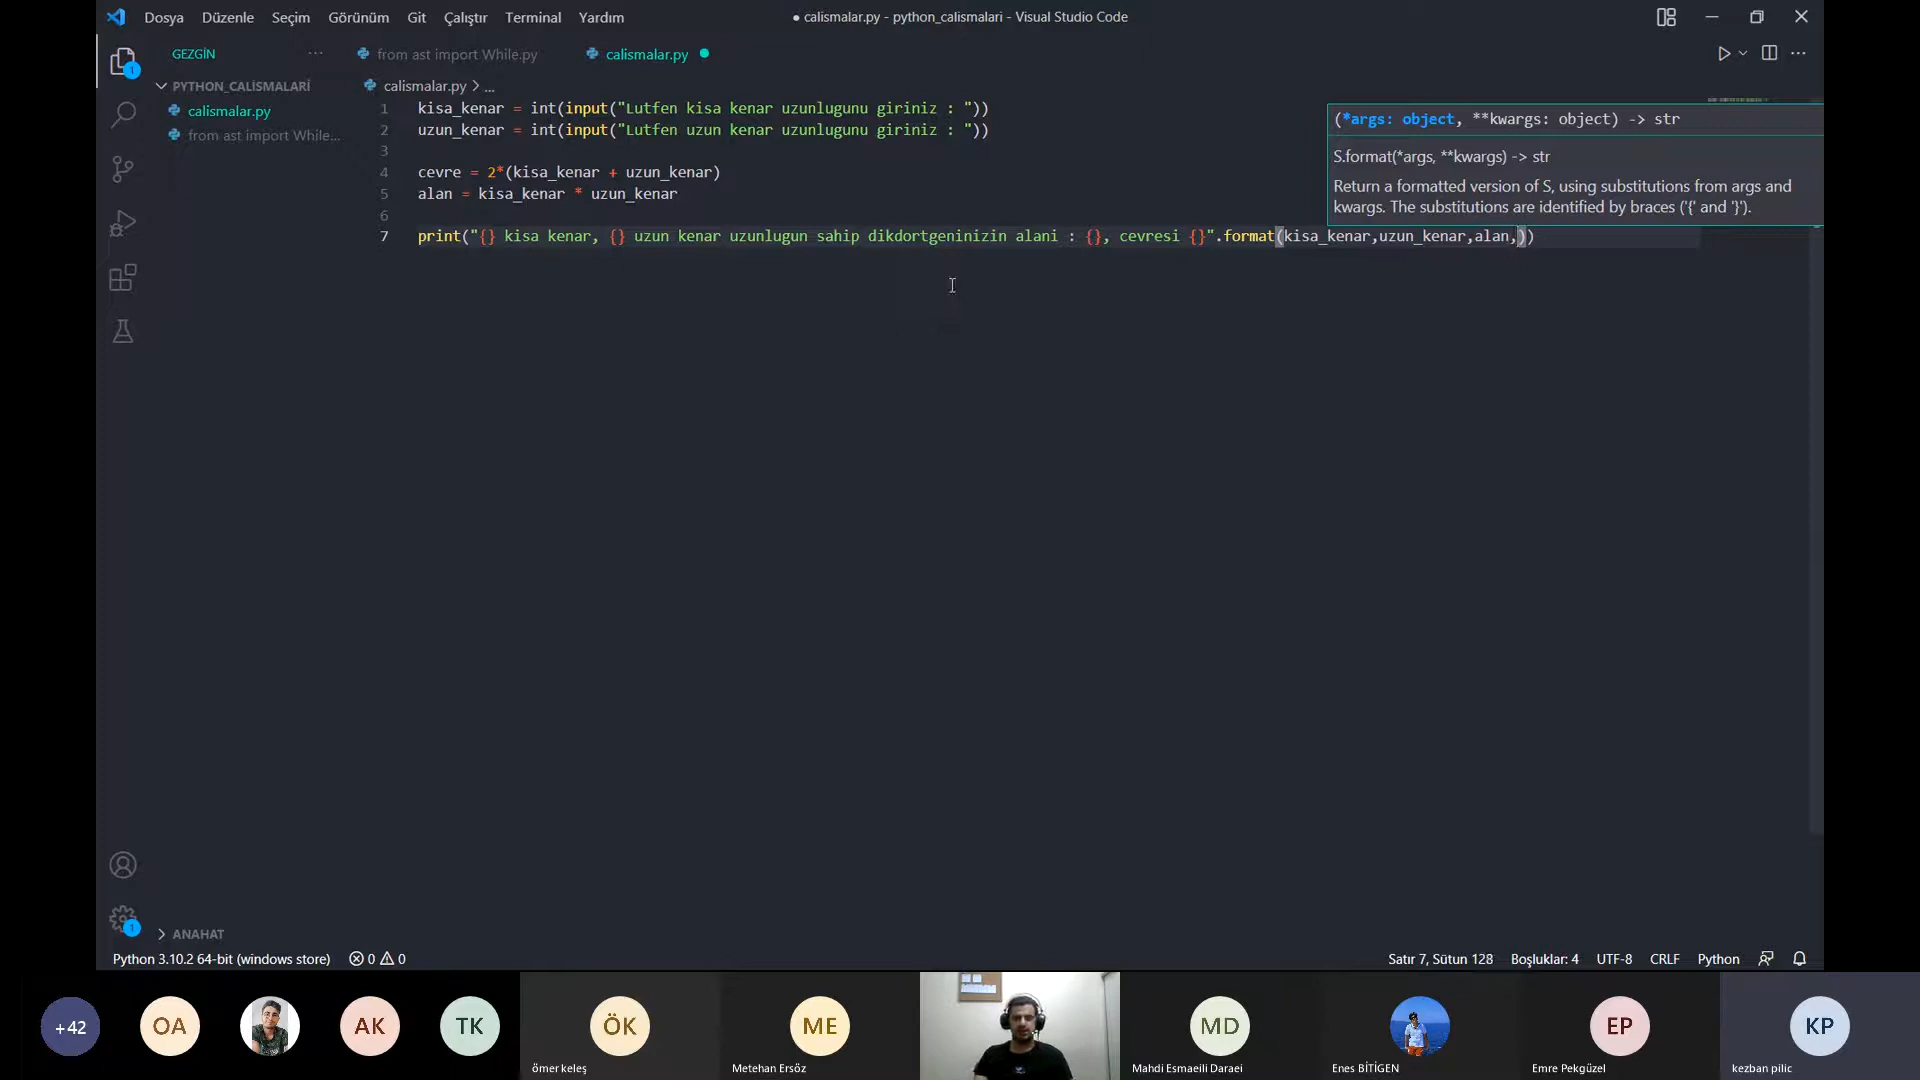 Dosya Düzenle Seçim Görünüm Git Çalıştır Terminal Yardım
● calismalar.py - python_calismalari - Visual Studio Code
GEZGİN ...
from ast import While.py
calismalar.py
PYTHON_CALİSMALARİ
calismalar.py
from ast import While...
calismalar.py > ...
1 kisa_kenar = int(input("Lutfen kisa kenar uzunlugunu giriniz : "))
2 uzun_kenar = int(input("Lutfen uzun kenar uzunlugunu giriniz : "))
3
4 cevre = 2*(kisa_kenar + uzun_kenar)
5 alan = kisa_kenar * uzun_kenar
6
7 print("{} kisa kenar, {} uzun kenar uzunlugun sahip dikdortgeninizin alani : {}, cevresi {}".format(kisa_kenar,uzun_kenar,alan,))
(*args: object, **kwargs: object) -> str
S.format(*args, **kwargs) -> str
Return a formatted version of S, using substitutions from args and
kwargs. The substitutions are identified by braces ('{' and '}').
1
1
ANAHAT
Python 3.10.2 64-bit (windows store) 0 0
Satır 7, Sütun 128 Boşluklar: 4 UTF-8 CRLF Python
+42 OA AK TK ÖK ME MD EP KP
ömer keleş
Metehan Ersöz
Mahdi Esmaeili Daraei
Enes BİTİGEN
Emre Pekgüzel
kezban pilic